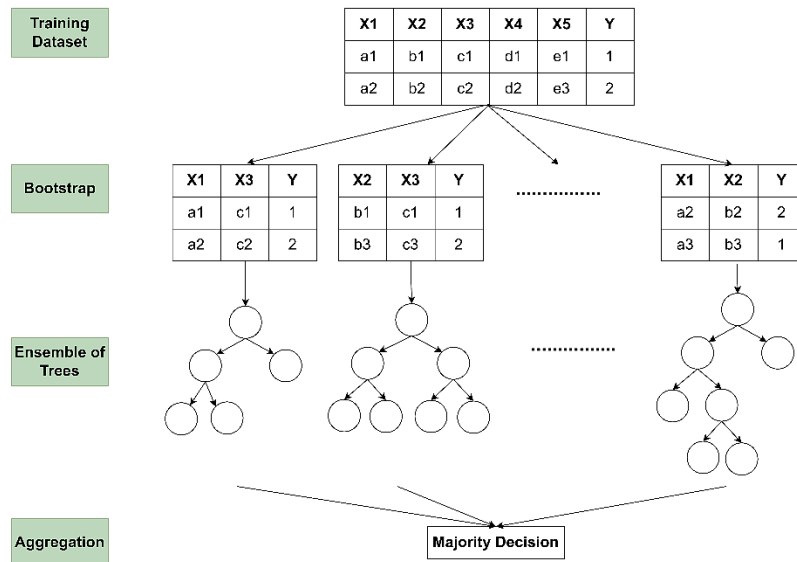 Training
Dataset
X1 X2 X3 X4 X5 Y
a1 b1 c1 d1 e1 1
a2 b2 c2 d2 e3 2
Bootstrap
X1 X3 Y
a1 c1 1
a2 c2 2
X2 X3 Y
b1 c1 1
b3 c3 2
X1 X2 Y
a2 b2 2
a3 b3 1
Ensemble of
Trees
Aggregation
Majority Decision